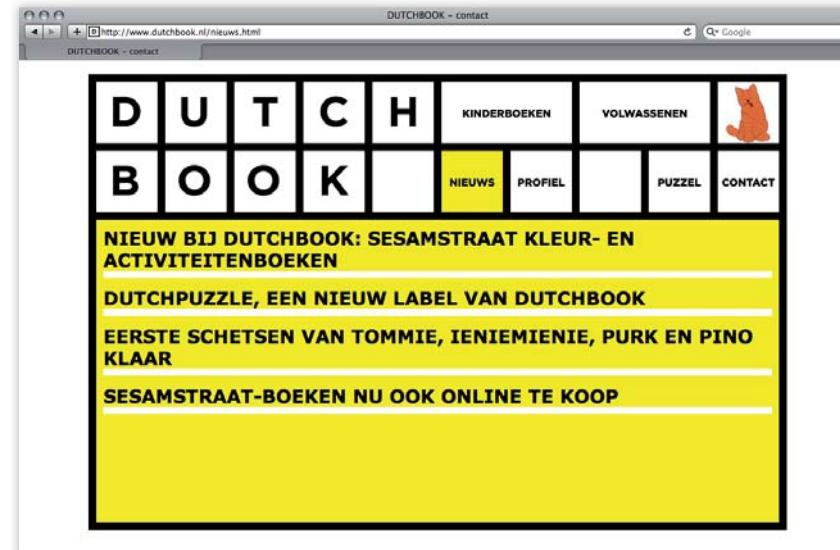 DUTCHBOOK – contact
http://www.dutchbook.nl/nieuws.html
Google
DUTCHBOOK – contact
D U T C H KINDERBOEKEN VOLWASSENEN
B O O K NIEUWS PROFIEL PUZZEL CONTACT
NIEUW BIJ DUTCHBOOK: SESAMSTRAAT KLEUR- EN
ACTIVITEITENBOEKEN
DUTCHPUZZLE, EEN NIEUW LABEL VAN DUTCHBOOK
EERSTE SCHETSEN VAN TOMMIE, IENIEMIENIE, PURK EN PINO
KLAAR
SESAMSTRAAT-BOEKEN NU OOK ONLINE TE KOOP